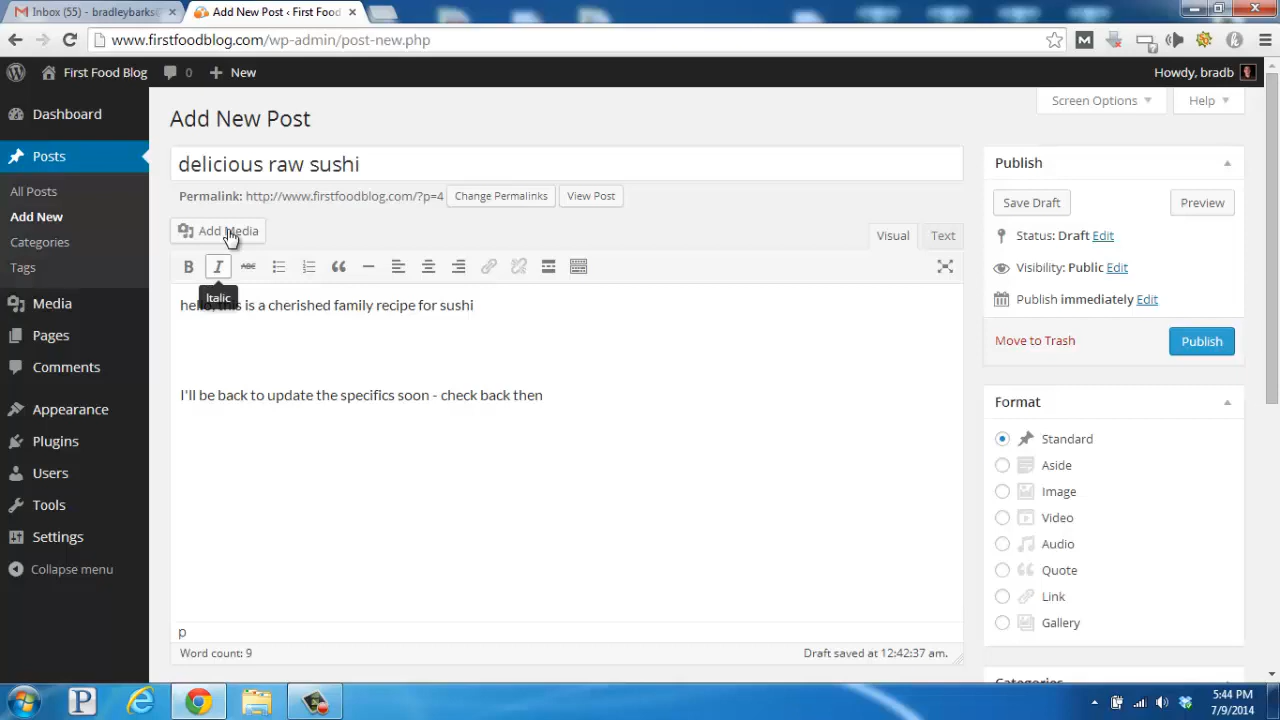 Inbox (55) - bradleybarks@
Add New Post ‹ First Food
www.firstfoodblog.com/wp-admin/post-new.php
First Food Blog 0 New Howdy, bradb
Screen Options Help
Dashboard
Posts
All Posts
Add New
Categories
Tags
Media
Pages
Comments
Appearance
Plugins
Users
Tools
Settings
Collapse menu
Add New Post
delicious raw sushi
Permalink: http://www.firstfoodblog.com/?p=4 Change Permalinks View Post
Add Media
Visual Text
B I ABC
Italic
hello, this is a cherished family recipe for sushi
I'll be back to update the specifics soon - check back then
p
Word count: 9 Draft saved at 12:42:37 am.
Publish
Save Draft Preview
Status: Draft Edit
Visibility: Public Edit
Publish immediately Edit
Move to Trash Publish
Format
Standard
Aside
Image
Video
Audio
Quote
Link
Gallery
Categories
5:44 PM
7/9/2014